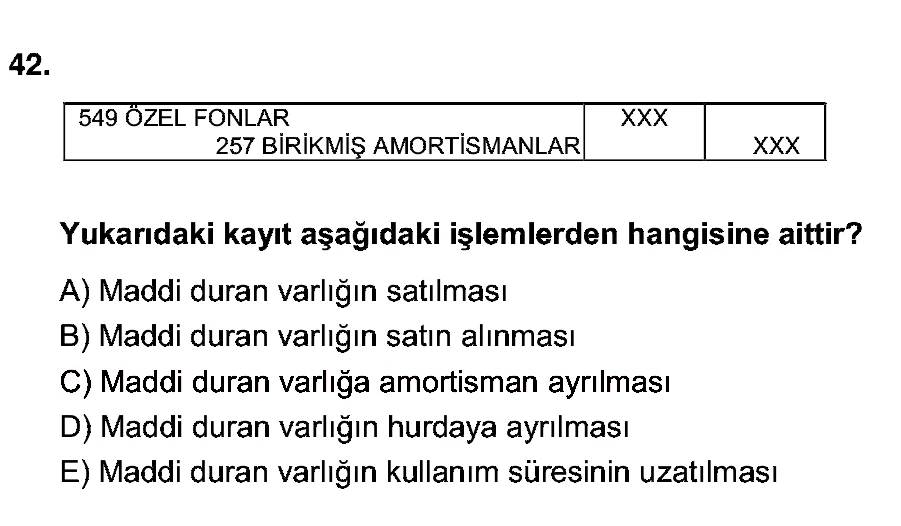 42.
549 ÖZEL FONLAR XXX
257 BİRİKMİŞ AMORTİSMANLAR XXX
Yukarıdaki kayıt aşağıdaki işlemlerden hangisine aittir?
A) Maddi duran varlığın satılması
B) Maddi duran varlığın satın alınması
C) Maddi duran varlığa amortisman ayrılması
D) Maddi duran varlığın hurdaya ayrılması
E) Maddi duran varlığın kullanım süresinin uzatılması